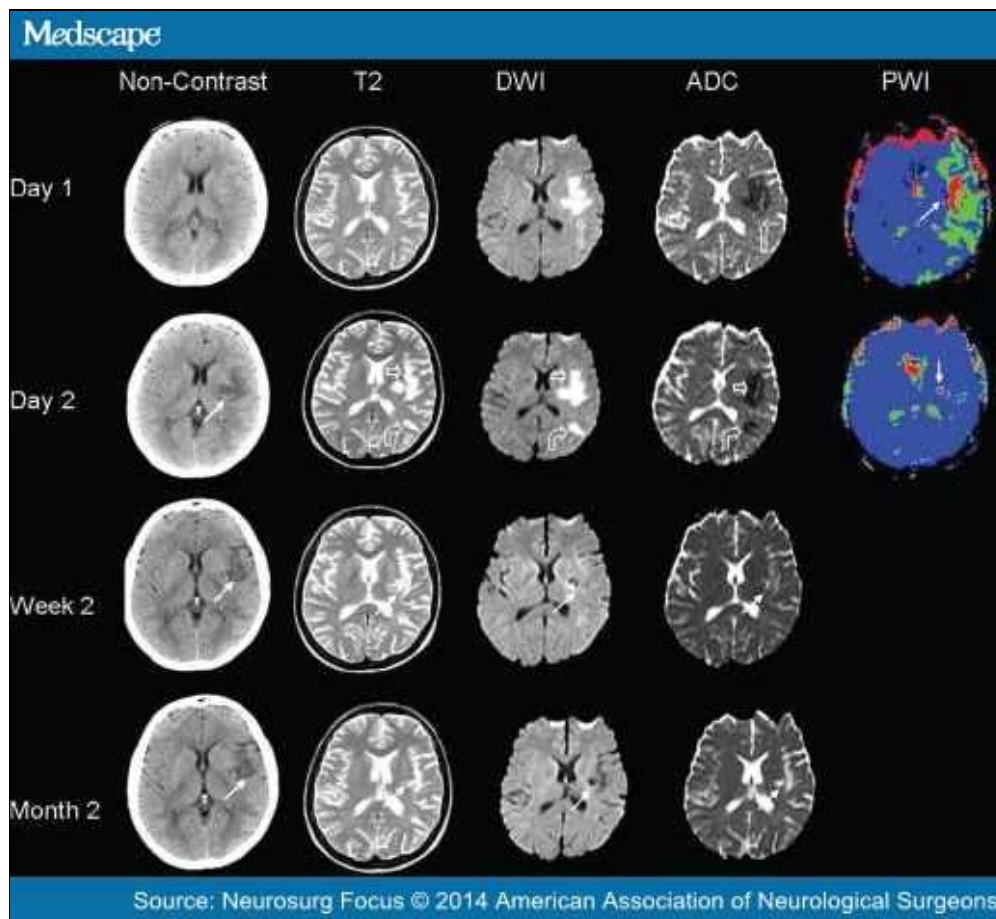 Medscape
Non-Contrast T2 DWI ADC PWI
Day 1
Day 2
Week 2
Month 2
Source: Neurosurg Focus © 2014 American Association of Neurological Surgeons